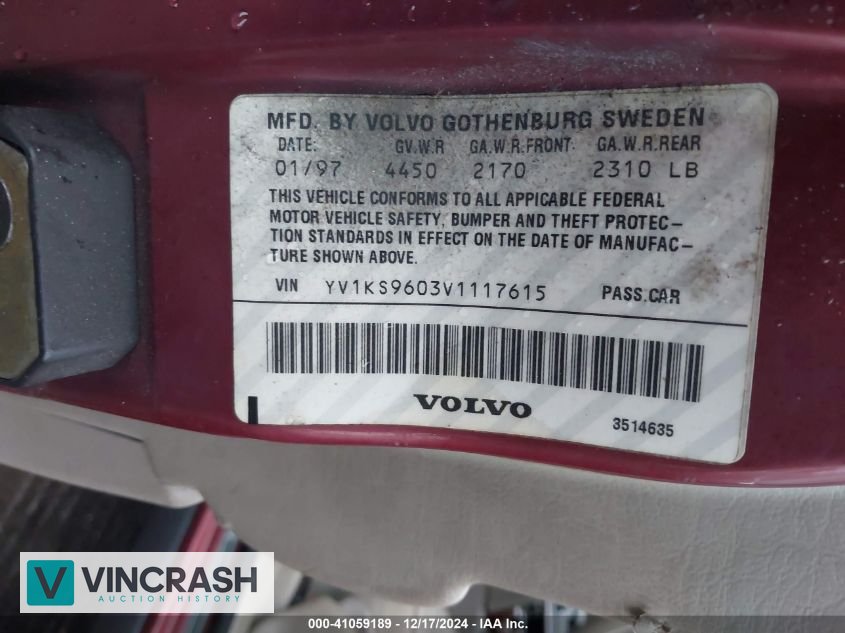 MFD. BY VOLVO GOTHENBURG SWEDEN
DATE: GV.W.R GA.W.R.FRONT. GA.W.R.REAR
01/97 4450 2170 2310 LB
THIS VEHICLE CONFORMS TO ALL APPICABLE FEDERAL
MOTOR VEHICLE SAFETY, BUMPER AND THEFT PROTEC-
TION STANDARDS IN EFFECT ON THE DATE OF MANUFAC-
TURE SHOWN ABOVE.
VIN YV1KS9603V1117615 PASS.CAR
VOLVO
3514635
VINCRASH
AUCTION HISTORY
000-41059189 - 12/17/2024 - IAA Inc.